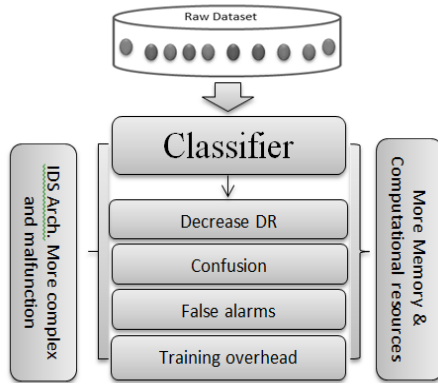 Raw Dataset
Classifier
IDS Arch. More complex
and malfunction
Decrease DR
Confusion
False alarms
Training overhead
More Memory &
Computational resources